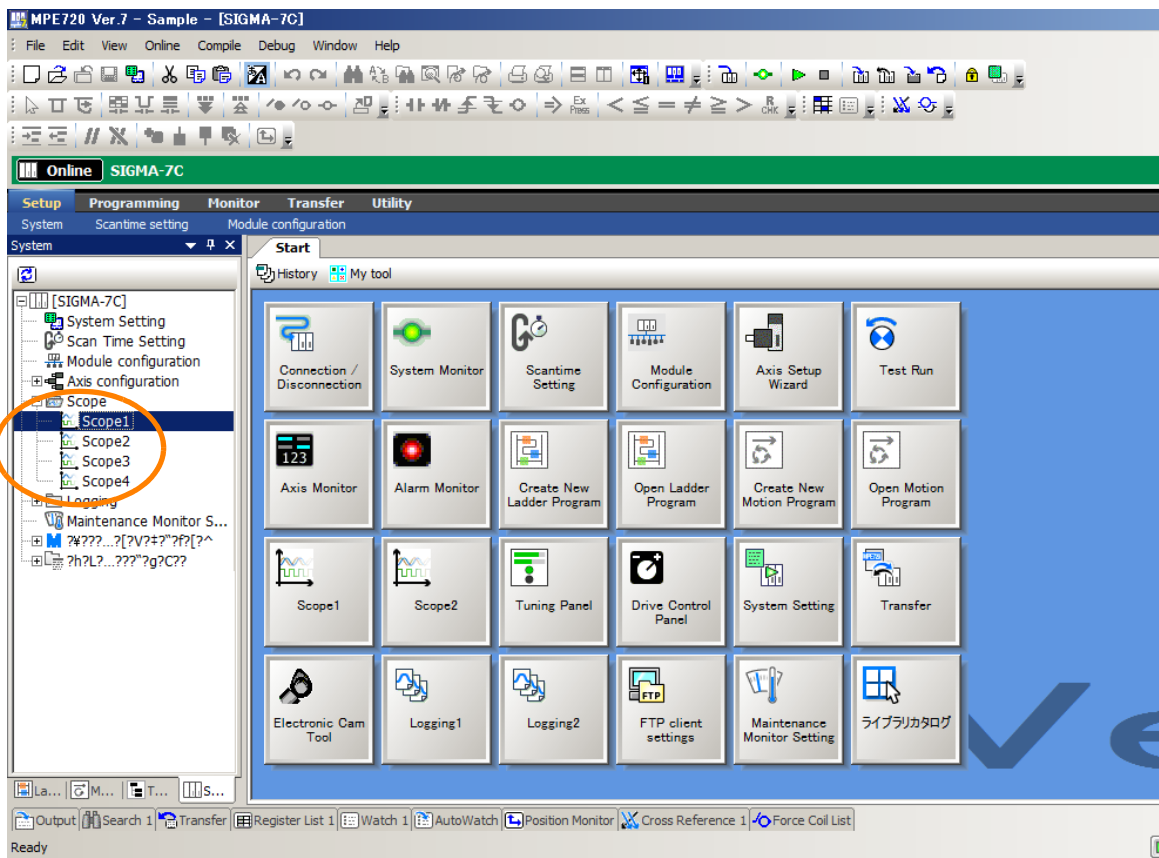 MPE720 Ver.7 - Sample - [SIGMA-7C]
File Edit View Online Compile Debug Window Help
Online SIGMA-7C
Setup Programming Monitor Transfer Utility
System Scantime setting Module configuration
System
Start
History My tool
[SIGMA-7C]
System Setting
Scan Time Setting
Module configuration
Axis configuration
Scope
Scope1
Scope2
Scope3
Scope4
Logging
Maintenance Monitor S...
?¥???...?[?V?‡?"?f?[?^
?h?L?...???"?g?C??
Connection / Disconnection
System Monitor
Scantime Setting
Module Configuration
Axis Setup Wizard
Test Run
123
Axis Monitor
Alarm Monitor
Create New Ladder Program
Open Ladder Program
Create New Motion Program
Open Motion Program
Scope1
Scope2
Tuning Panel
Drive Control Panel
System Setting
Transfer
Electronic Cam Tool
Logging1
Logging2
FTP
FTP client settings
Maintenance Monitor Setting
ライブラリカタログ
Ve
La... M... T... S...
Output Search 1 Transfer Register List 1 Watch 1 AutoWatch Position Monitor Cross Reference 1 Force Coil List
Ready